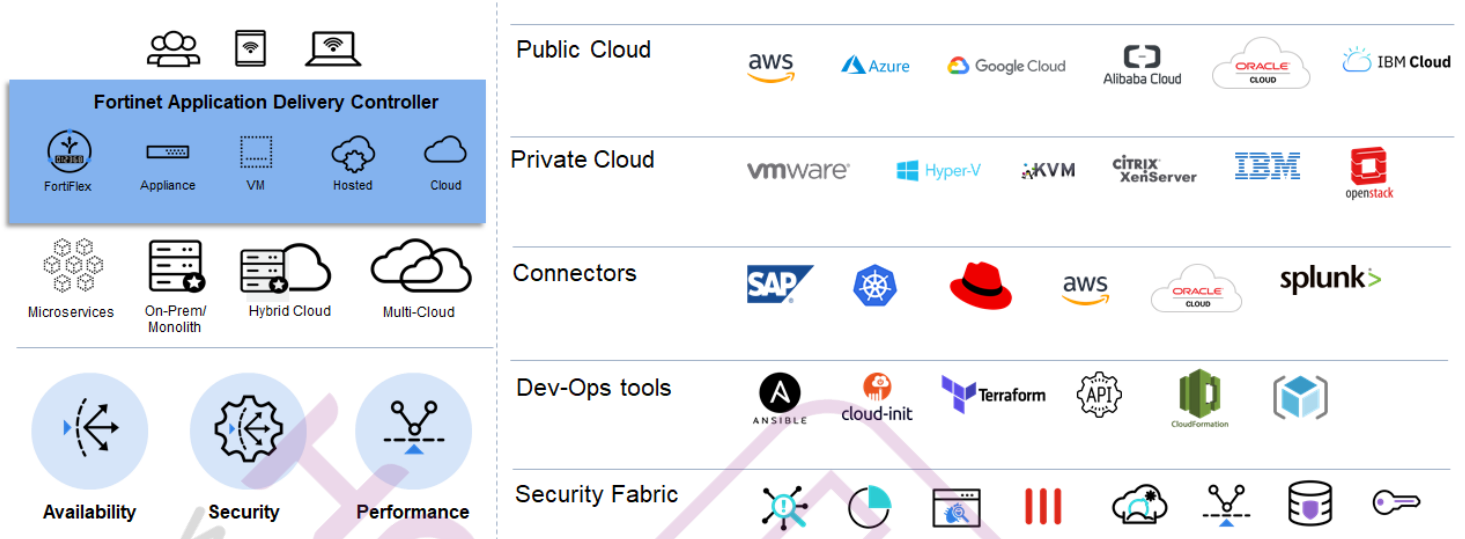 Fortinet Application Delivery Controller
012368
FortiFlex
Appliance
VM
Hosted
Cloud
Microservices
On-Prem/
Monolith
Hybrid Cloud
Multi-Cloud
Availability
Security
Performance
Public Cloud
aws
Azure
Google Cloud
Alibaba Cloud
ORACLE
CLOUD
IBM Cloud
Private Cloud
vmware®
Hyper-V
KVM
CİTRIX
XenServer
IBM
openstack
Connectors
SAP
aws
ORACLE
CLOUD
splunk>
Dev-Ops tools
A
ANSIBLE
cloud-init
Terraform
API
CloudFormation
Security Fabric